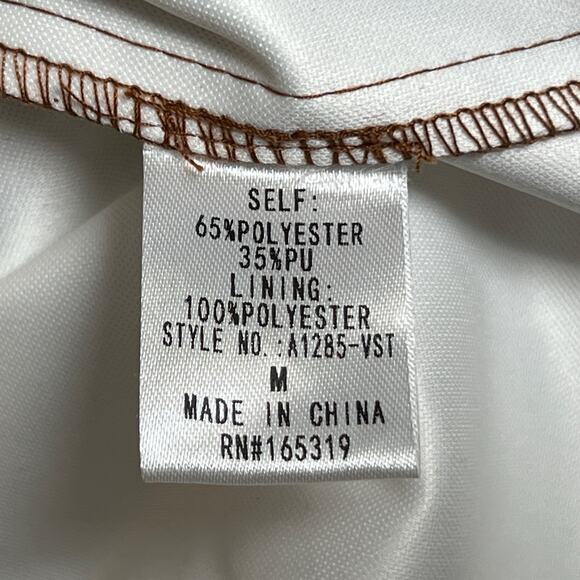 SELF:
65%POLYESTER
35%PU
LINING:
100%POLYESTER
STYLE NO.:A1285-VST
M
MADE IN CHINA
RN#165319